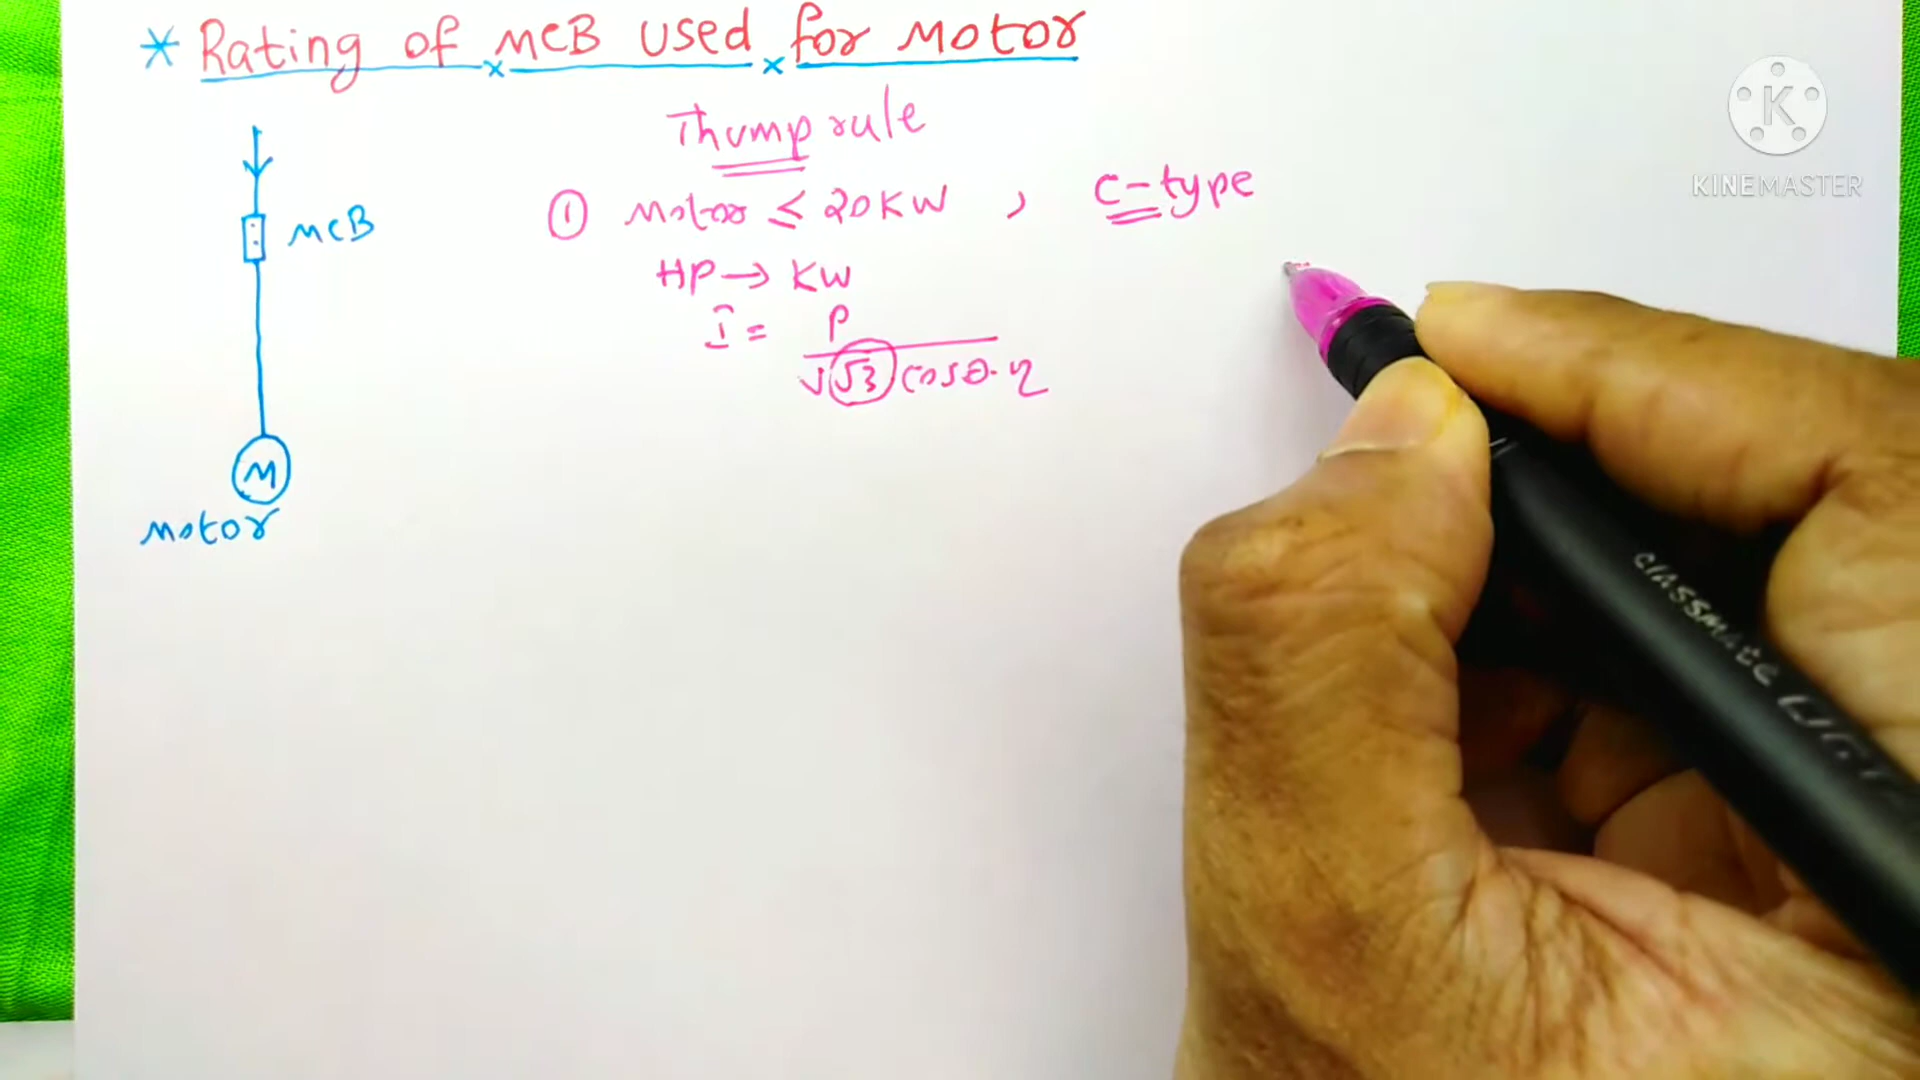 * Rating of MCB used for Motor
Thump rule
① Motor ≤ 20KW , C-type
HP → KW
I = P
V√3 cosθ.η
MCB
M
Motor
KINEMASTER
CLASSMATE